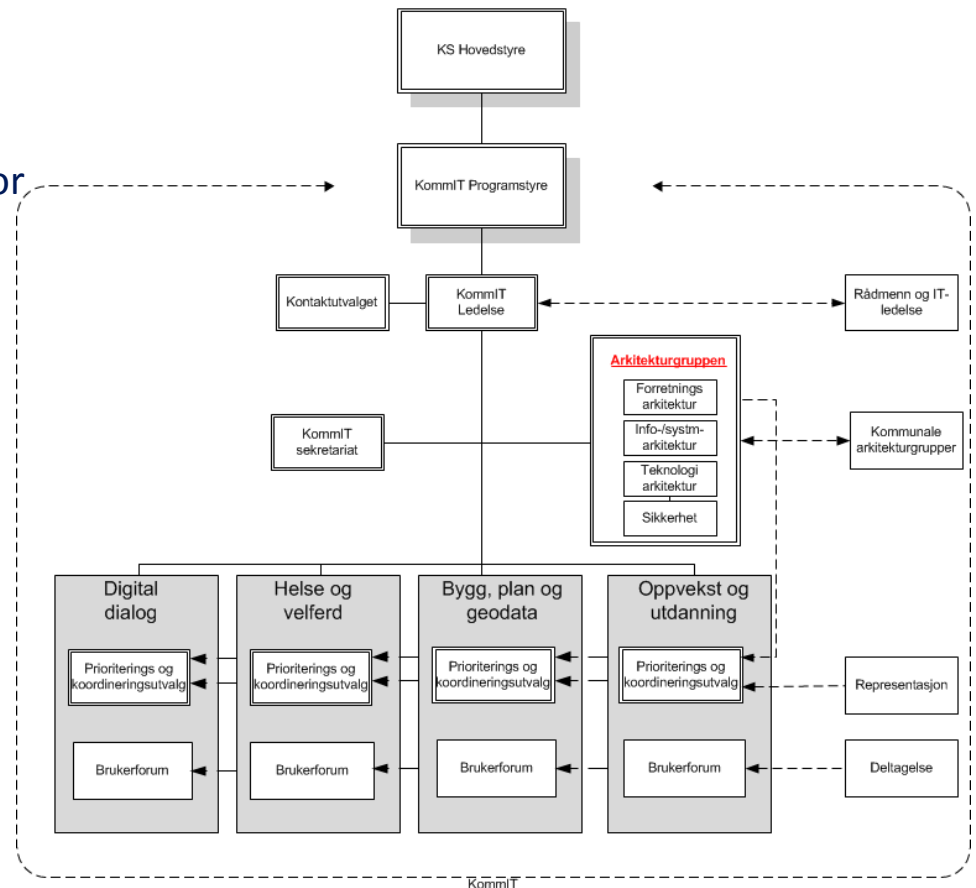 KS Hovedstyre
or
KommIT Programstyre
Kontaktutvalget
KommIT
Ledelse
Rådmenn og IT-
ledelse
Arkitekturgruppen
Forretnings
arkitektur
Info-/systm-
arkitektur
Teknologi
arkitektur
Sikkerhet
KommIT
sekretariat
Kommunale
arkitekturgrupper
Digital
dialog
Helse og
velferd
Bygg, plan og
geodata
Oppvekst og
utdanning
Prioriterings og
koordineringsutvalg
Prioriterings og
koordineringsutvalg
Prioriterings og
koordineringsutvalg
Prioriterings og
koordineringsutvalg
Representasjon
Brukerforum
Brukerforum
Brukerforum
Brukerforum
Deltagelse
KommIT